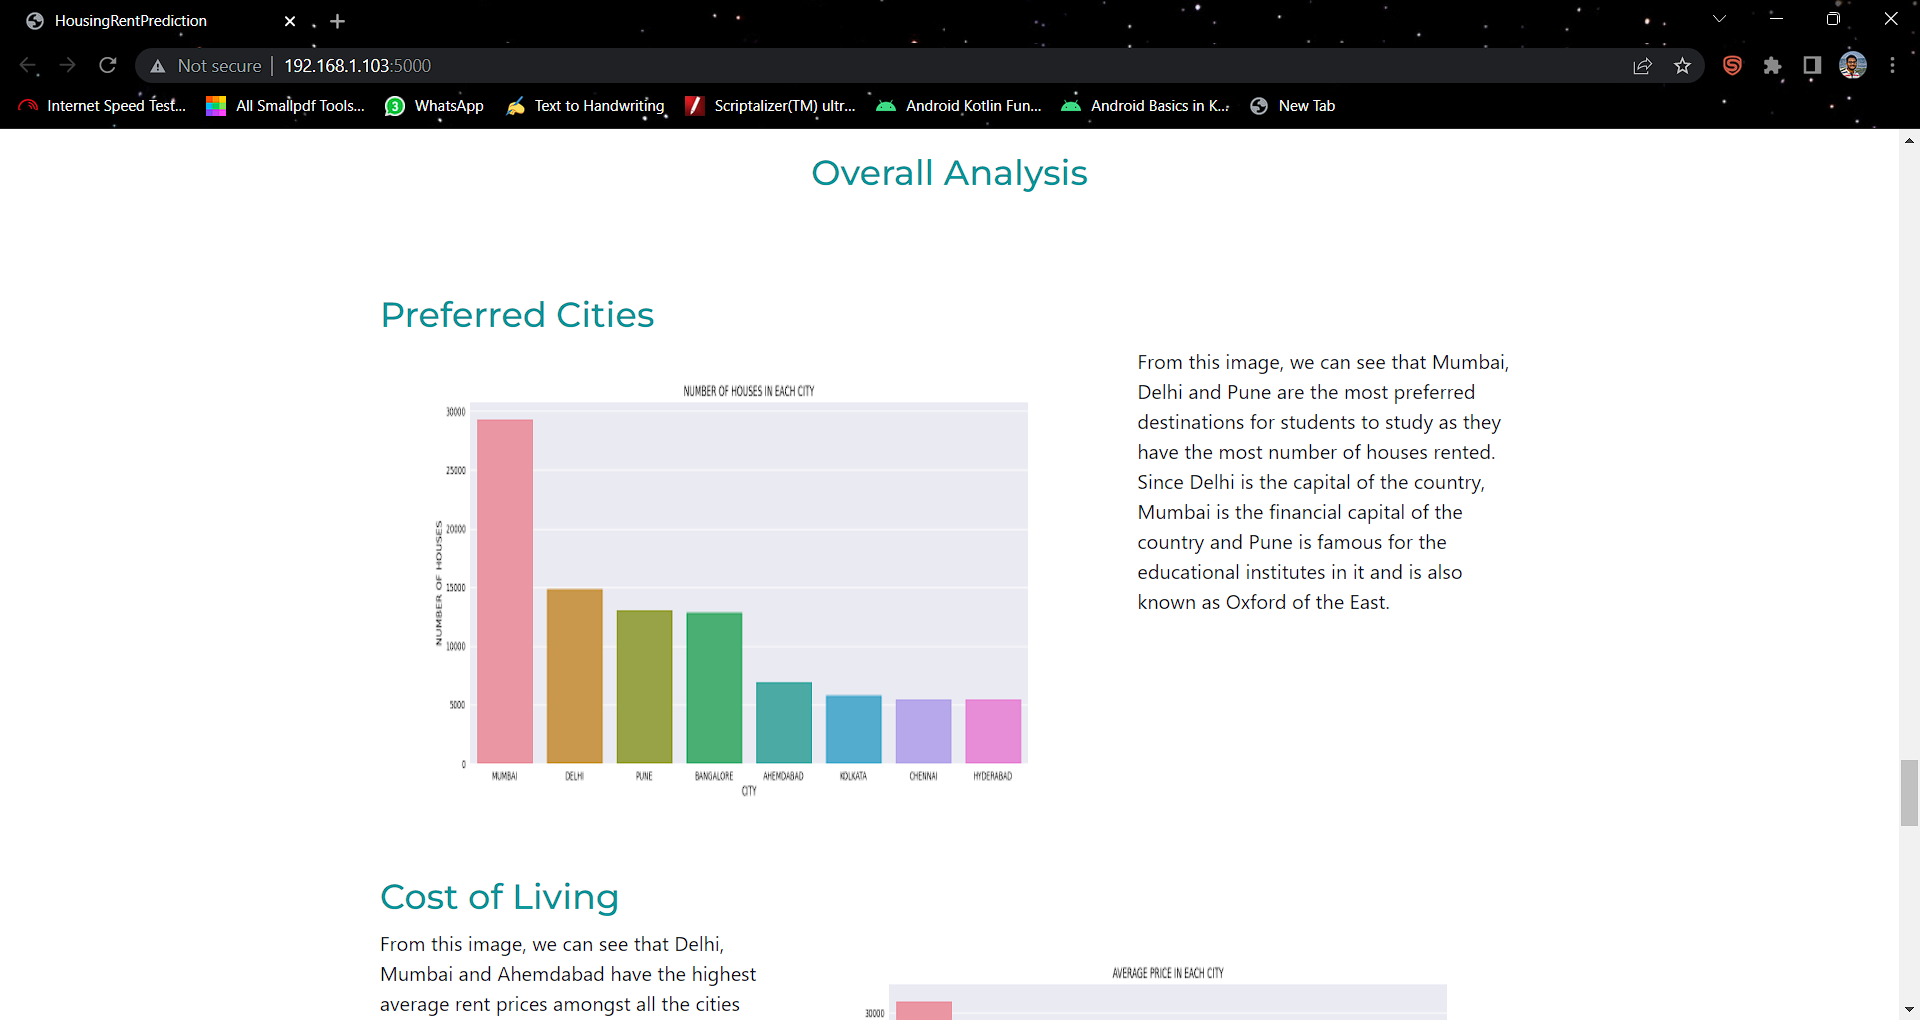 HousingRentPrediction
Not secure 192.168.1.103:5000
Internet Speed Test... All Smallpdf Tools... 3 WhatsApp Text to Handwriting Scriptalizer(TM) ultr... Android Kotlin Fun... Android Basics in K... New Tab
Overall Analysis
Preferred Cities
NUMBER OF HOUSES IN EACH CITY
30000
25000
20000
15000
10000
5000
0
NUMBER OF HOUSES
MUMBAI DELHI PUNE BANGALORE AHEMDABAD KOLKATA CHENNAI HYDERABAD
CITY
From this image, we can see that Mumbai,
Delhi and Pune are the most preferred
destinations for students to study as they
have the most number of houses rented.
Since Delhi is the capital of the country,
Mumbai is the financial capital of the
country and Pune is famous for the
educational institutes in it and is also
known as Oxford of the East.
Cost of Living
From this image, we can see that Delhi,
Mumbai and Ahemdabad have the highest
average rent prices amongst all the cities
AVERAGE PRICE IN EACH CITY
30000